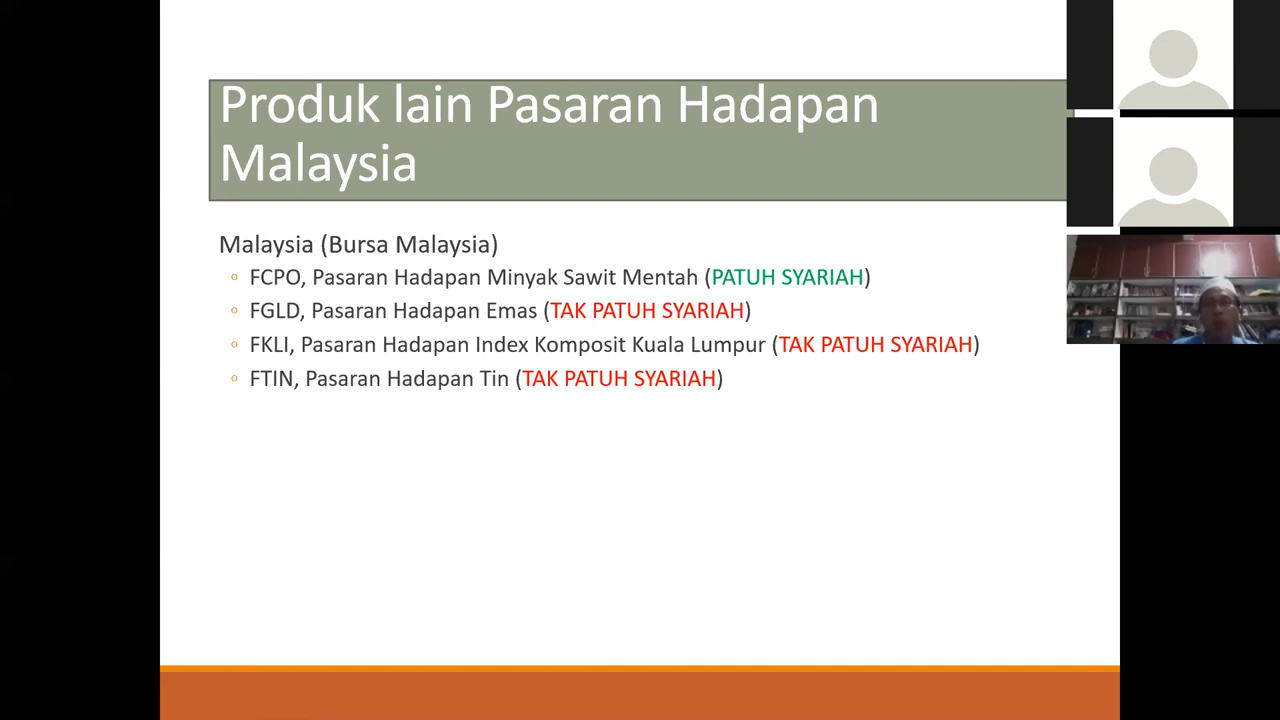 Produk lain Pasaran Hadapan
Malaysia
Malaysia (Bursa Malaysia)
◦ FCPO, Pasaran Hadapan Minyak Sawit Mentah (PATUH SYARIAH)
◦ FGLD, Pasaran Hadapan Emas (TAK PATUH SYARIAH)
◦ FKLI, Pasaran Hadapan Index Komposit Kuala Lumpur (TAK PATUH SYARIAH)
◦ FTIN, Pasaran Hadapan Tin (TAK PATUH SYARIAH)